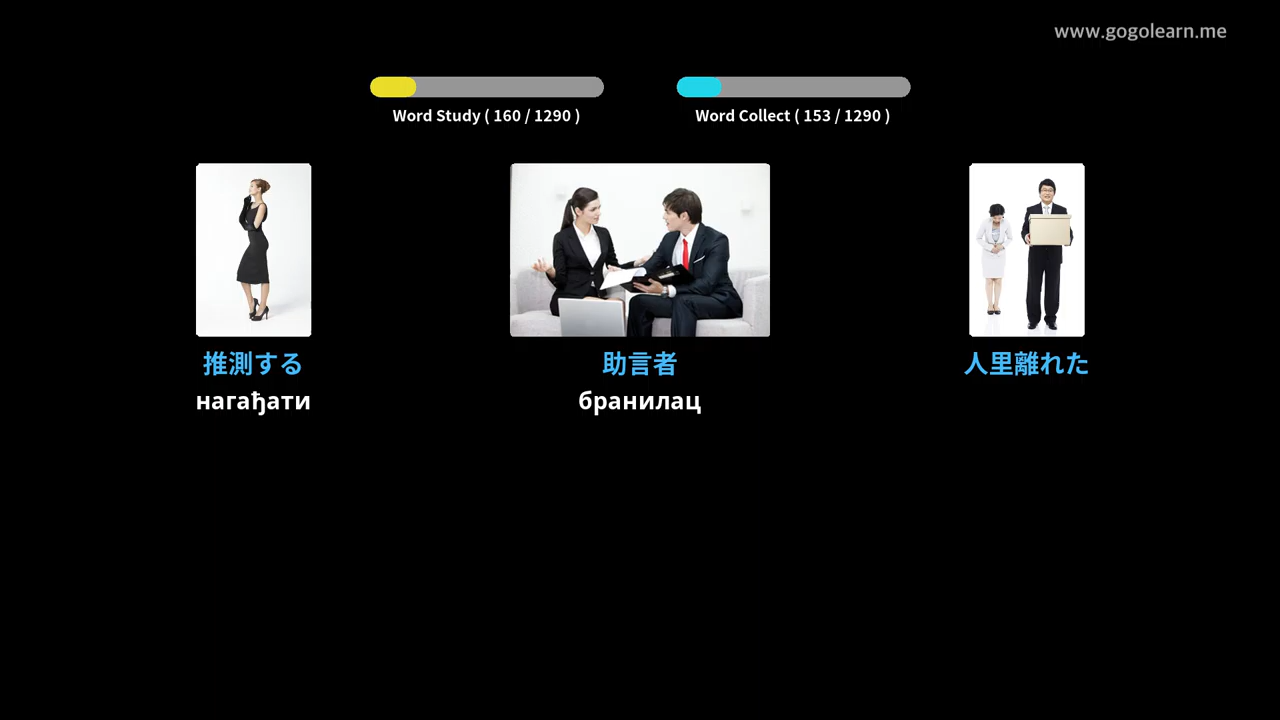 www.gogolearn.me
Word Study ( 160 / 1290 )
Word Collect ( 153 / 1290 )
推測する
助言者
人里離れた
нагађати
бранилац